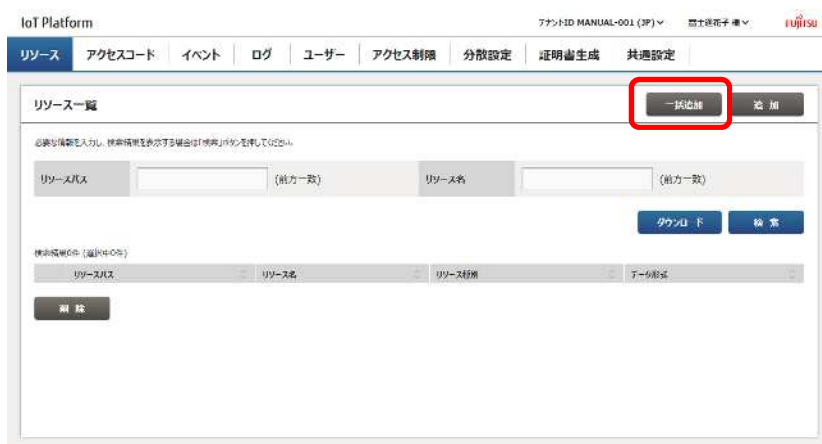 IoT Platform テナントID MANUAL-001 (JP) 富士通花子 様 FUJITSU
リソース アクセスコード イベント ログ ユーザー アクセス制限 分散設定 証明書生成 共通設定
リソース一覧 一括追加 追 加
必要な情報を入力し、検索結果を表示する場合は「検索」ボタンを押してください。
リソースパス (前方一致) リソース名 (前方一致)
ダウンロード 検 索
検索結果0件 (選択中0件)
リソースパス リソース名 リソース種別 データ形式
削 除